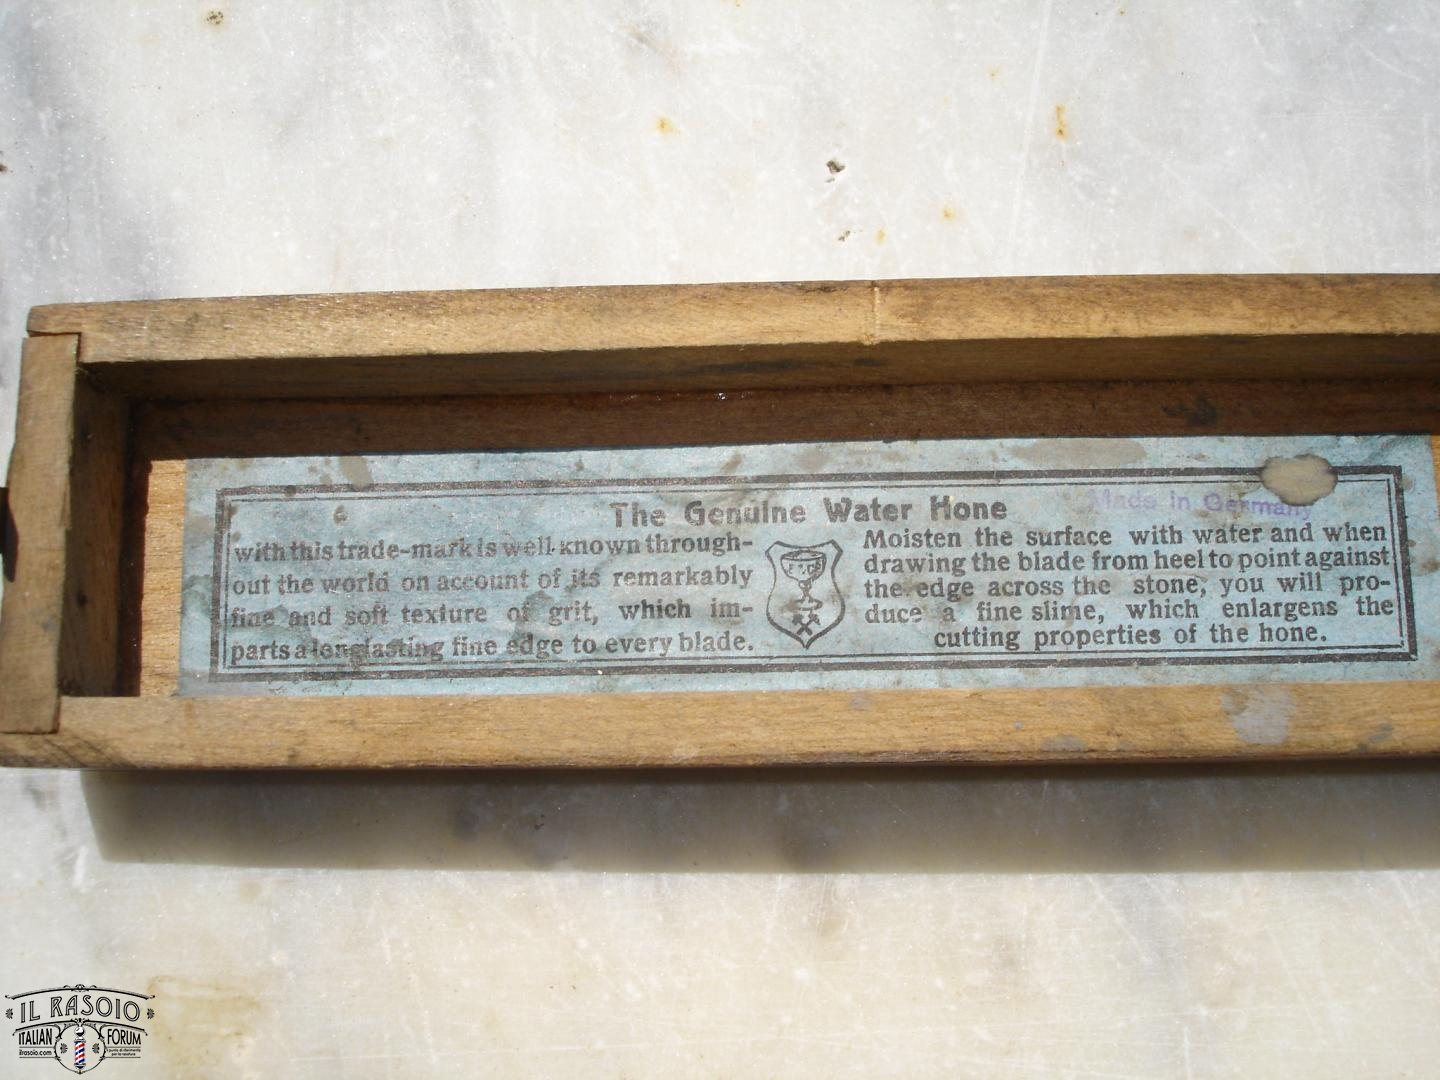 The Genuine Water Hone
Made in Germany
with this trade-mark is well known through-
out the world on account of its remarkably
fine and soft texture of grit, which im-
parts a longlasting fine edge to every blade.
Moisten the surface with water and when
drawing the blade from heel to point against
the edge across the stone, you will pro-
duce a fine slime, which enlargens the
cutting properties of the hone.
IL RASOIO
ITALIAN FORUM
ilrasoio.com